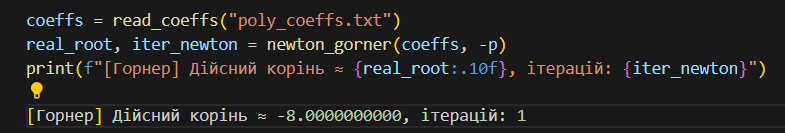 coeffs = read_coeffs("poly_coeffs.txt")
real_root, iter_newton = newton_gorner(coeffs, -p)
print(f"[Горнер] Дійсний корінь ≈ {real_root:.10f}, ітерацій: {iter_newton}")
[Горнер] Дійсний корінь ≈ -8.0000000000, ітерацій: 1